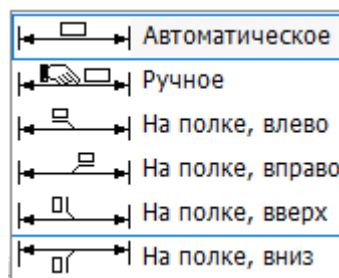 Автоматическое
Ручное
На полке, влево
На полке, вправо
На полке, вверх
На полке, вниз